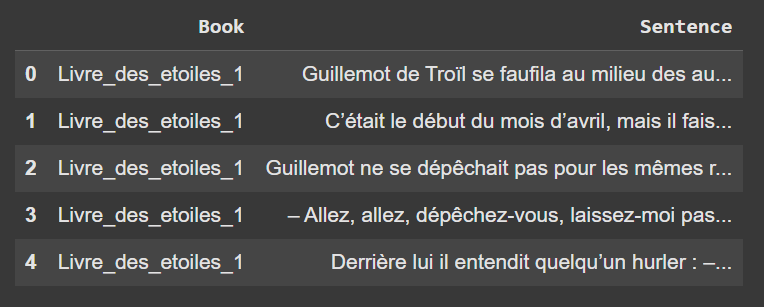 Book Sentence
0 Livre_des_etoiles_1 Guillemot de Troïl se faufila au milieu des au...
1 Livre_des_etoiles_1 C’était le début du mois d’avril, mais il fais...
2 Livre_des_etoiles_1 Guillemot ne se dépêchait pas pour les mêmes r...
3 Livre_des_etoiles_1 – Allez, allez, dépêchez-vous, laissez-moi pas...
4 Livre_des_etoiles_1 Derrière lui il entendit quelqu’un hurler : –...